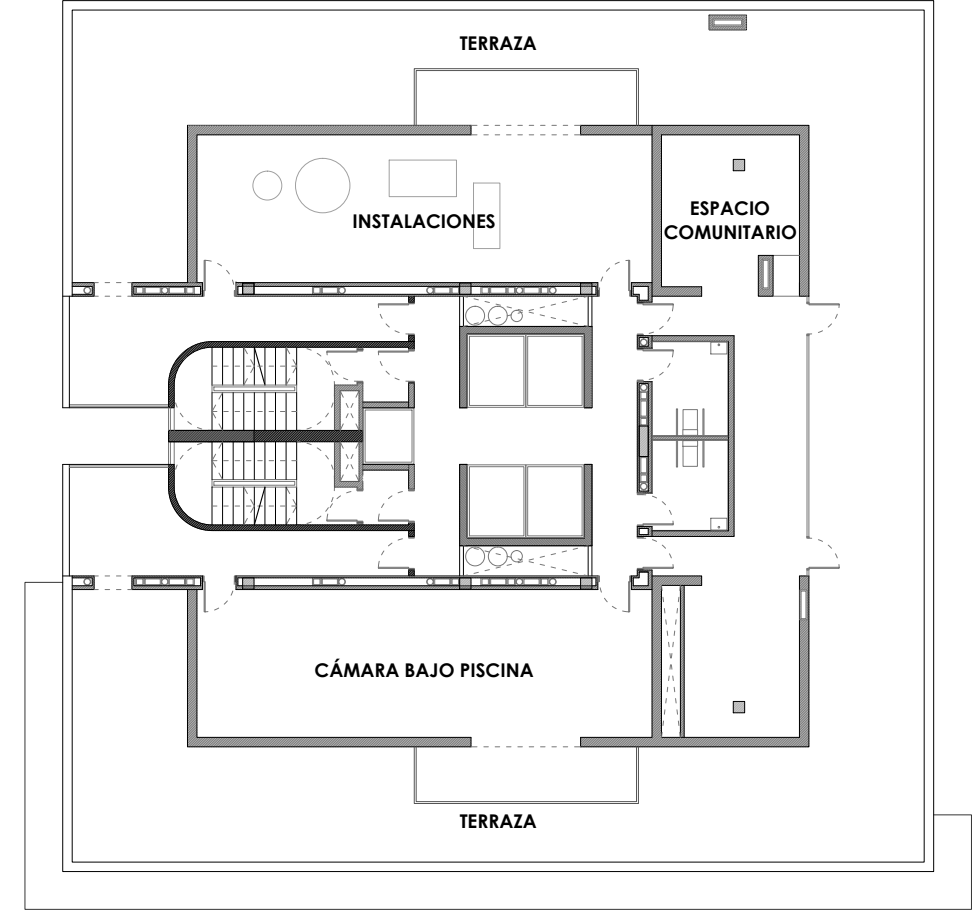 TERRAZA
INSTALACIONES
ESPACIO
COMUNITARIO
CÁMARA BAJO PISCINA
TERRAZA